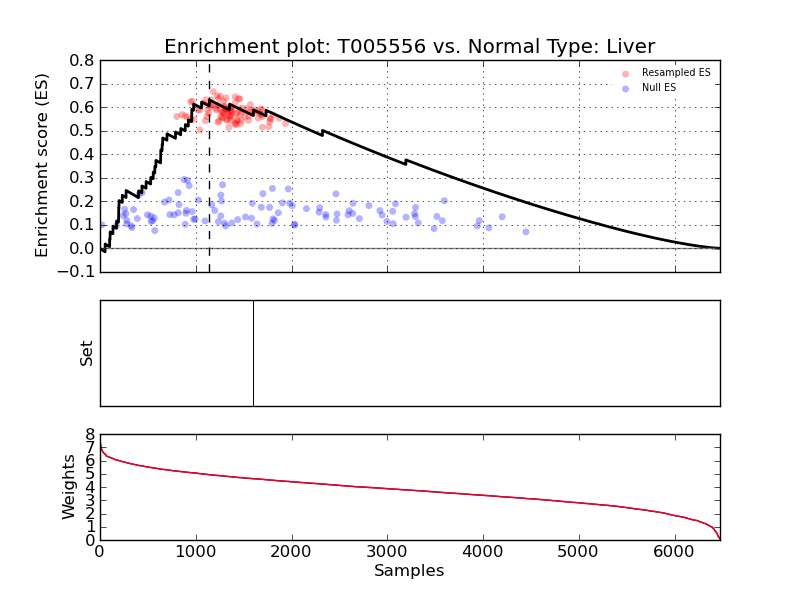 Enrichment plot: T005556 vs. Normal Type: Liver
Enrichment score (ES)
0.8
0.7
0.6
0.5
0.4
0.3
0.2
0.1
0.0
−0.1
Resampled ES
Null ES
Set
Weights
8
7
6
5
4
3
2
1
0
0 1000 2000 3000 4000 5000 6000
Samples